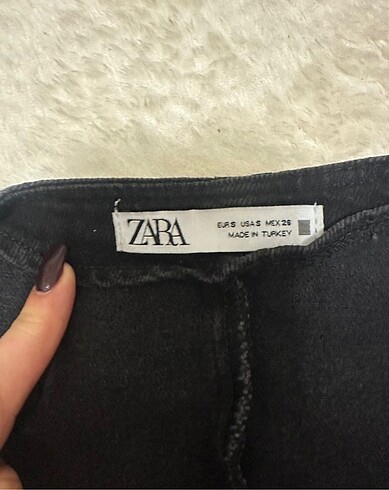 ZARA
EUR S USA S MEX 26
MADE IN TURKEY